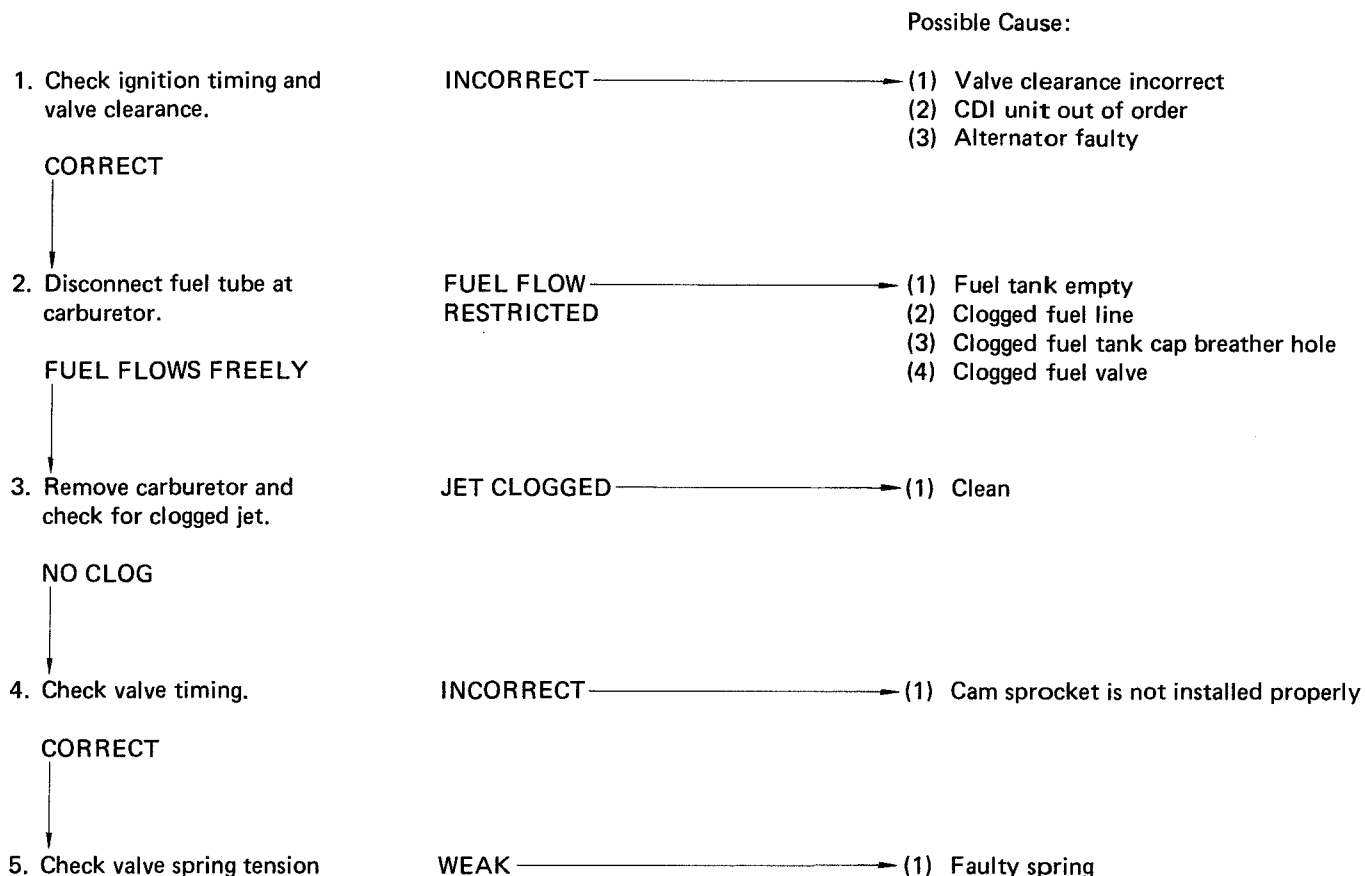 Possible Cause:
1. Check ignition timing and valve clearance.
INCORRECT
(1) Valve clearance incorrect
(2) CDI unit out of order
(3) Alternator faulty
CORRECT
2. Disconnect fuel tube at carburetor.
FUEL FLOW RESTRICTED
(1) Fuel tank empty
(2) Clogged fuel line
(3) Clogged fuel tank cap breather hole
(4) Clogged fuel valve
FUEL FLOWS FREELY
3. Remove carburetor and check for clogged jet.
JET CLOGGED
(1) Clean
NO CLOG
4. Check valve timing.
INCORRECT
(1) Cam sprocket is not installed properly
CORRECT
5. Check valve spring tension
WEAK
(1) Faulty spring